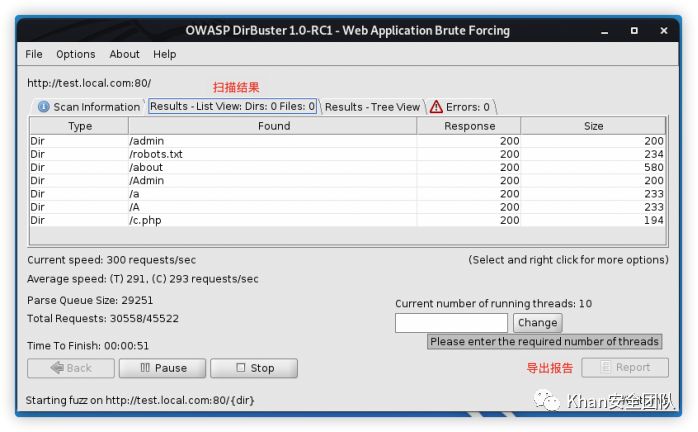 OWASP DirBuster 1.0-RC1 - Web Application Brute Forcing
File Options About Help
http://test.local.com:80/
扫描结果
Scan Information Results - List View: Dirs: 0 Files: 0 Results - Tree View Errors: 0
Type Found Response Size
Dir /admin 200 200
Dir /robots.txt 200 234
Dir /about 200 580
Dir /Admin 200 200
Dir /a 200 233
Dir /A 200 233
Dir /c.php 200 194
Current speed: 300 requests/sec (Select and right click for more options)
Average speed: (T) 291, (C) 293 requests/sec
Parse Queue Size: 29251
Current number of running threads: 10
Total Requests: 30558/45522
Change
Please enter the required number of threads
Time To Finish: 00:00:51
Back Pause Stop 导出报告 Report
Starting fuzz on http://test.local.com:80/{dir}
Khan安全团队